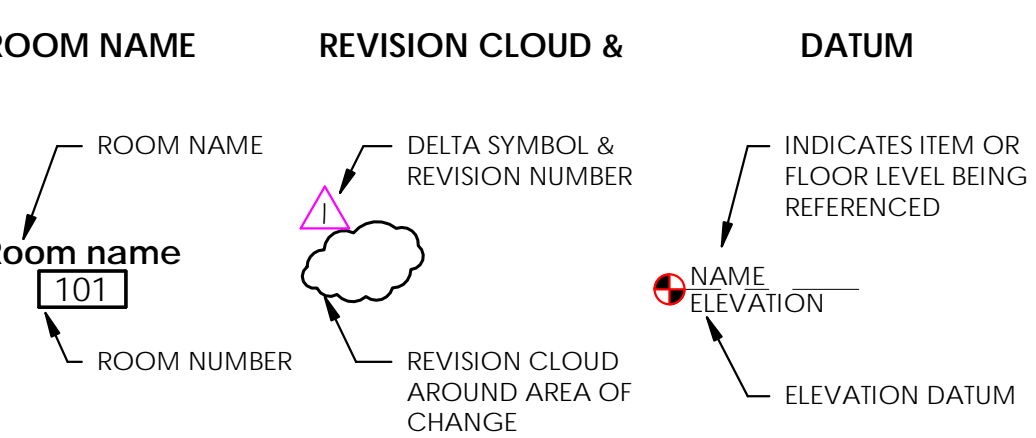 ROOM NAME
REVISION CLOUD &
DATUM
ROOM NAME
DELTA SYMBOL &
REVISION NUMBER
INDICATES ITEM OR
FLOOR LEVEL BEING
REFERENCED
1
Room name
101
NAME
ELEVATION
ROOM NUMBER
REVISION CLOUD
AROUND AREA OF
CHANGE
ELEVATION DATUM